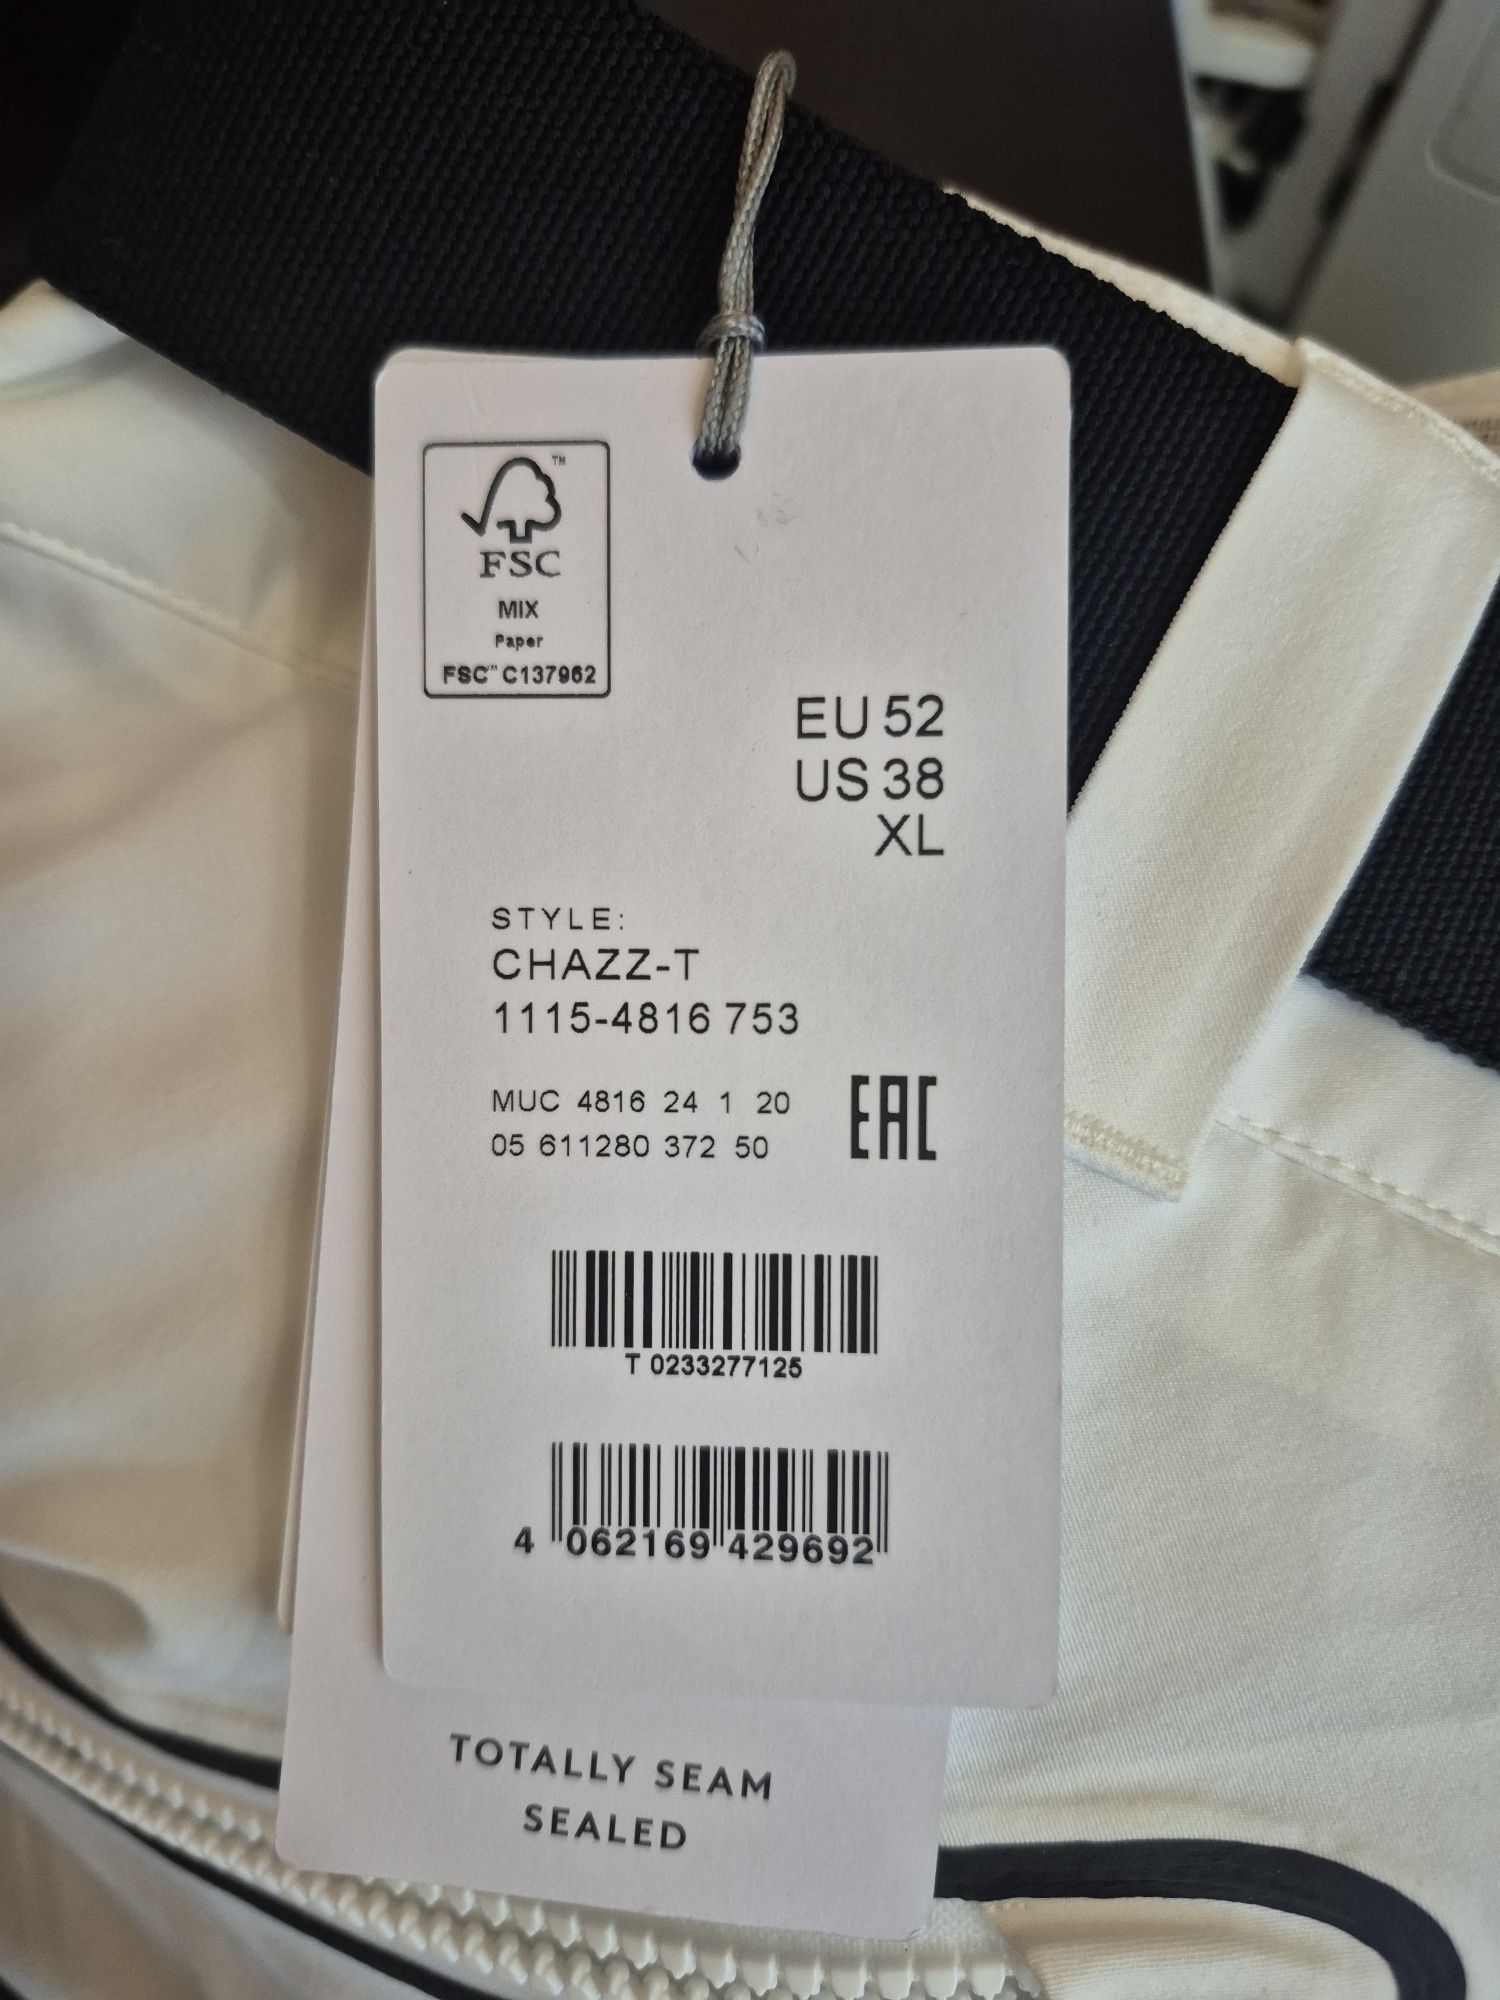 TM
FSC
MIX
Paper
FSC™ C137962
EU 52
US 38
XL
STYLE:
CHAZZ-T
1115-4816 753
MUC 4816 24 1 20
05 611280 372 50
EAC
T 0233277125
4 062169 429692
TOTALLY SEAM
SEALED